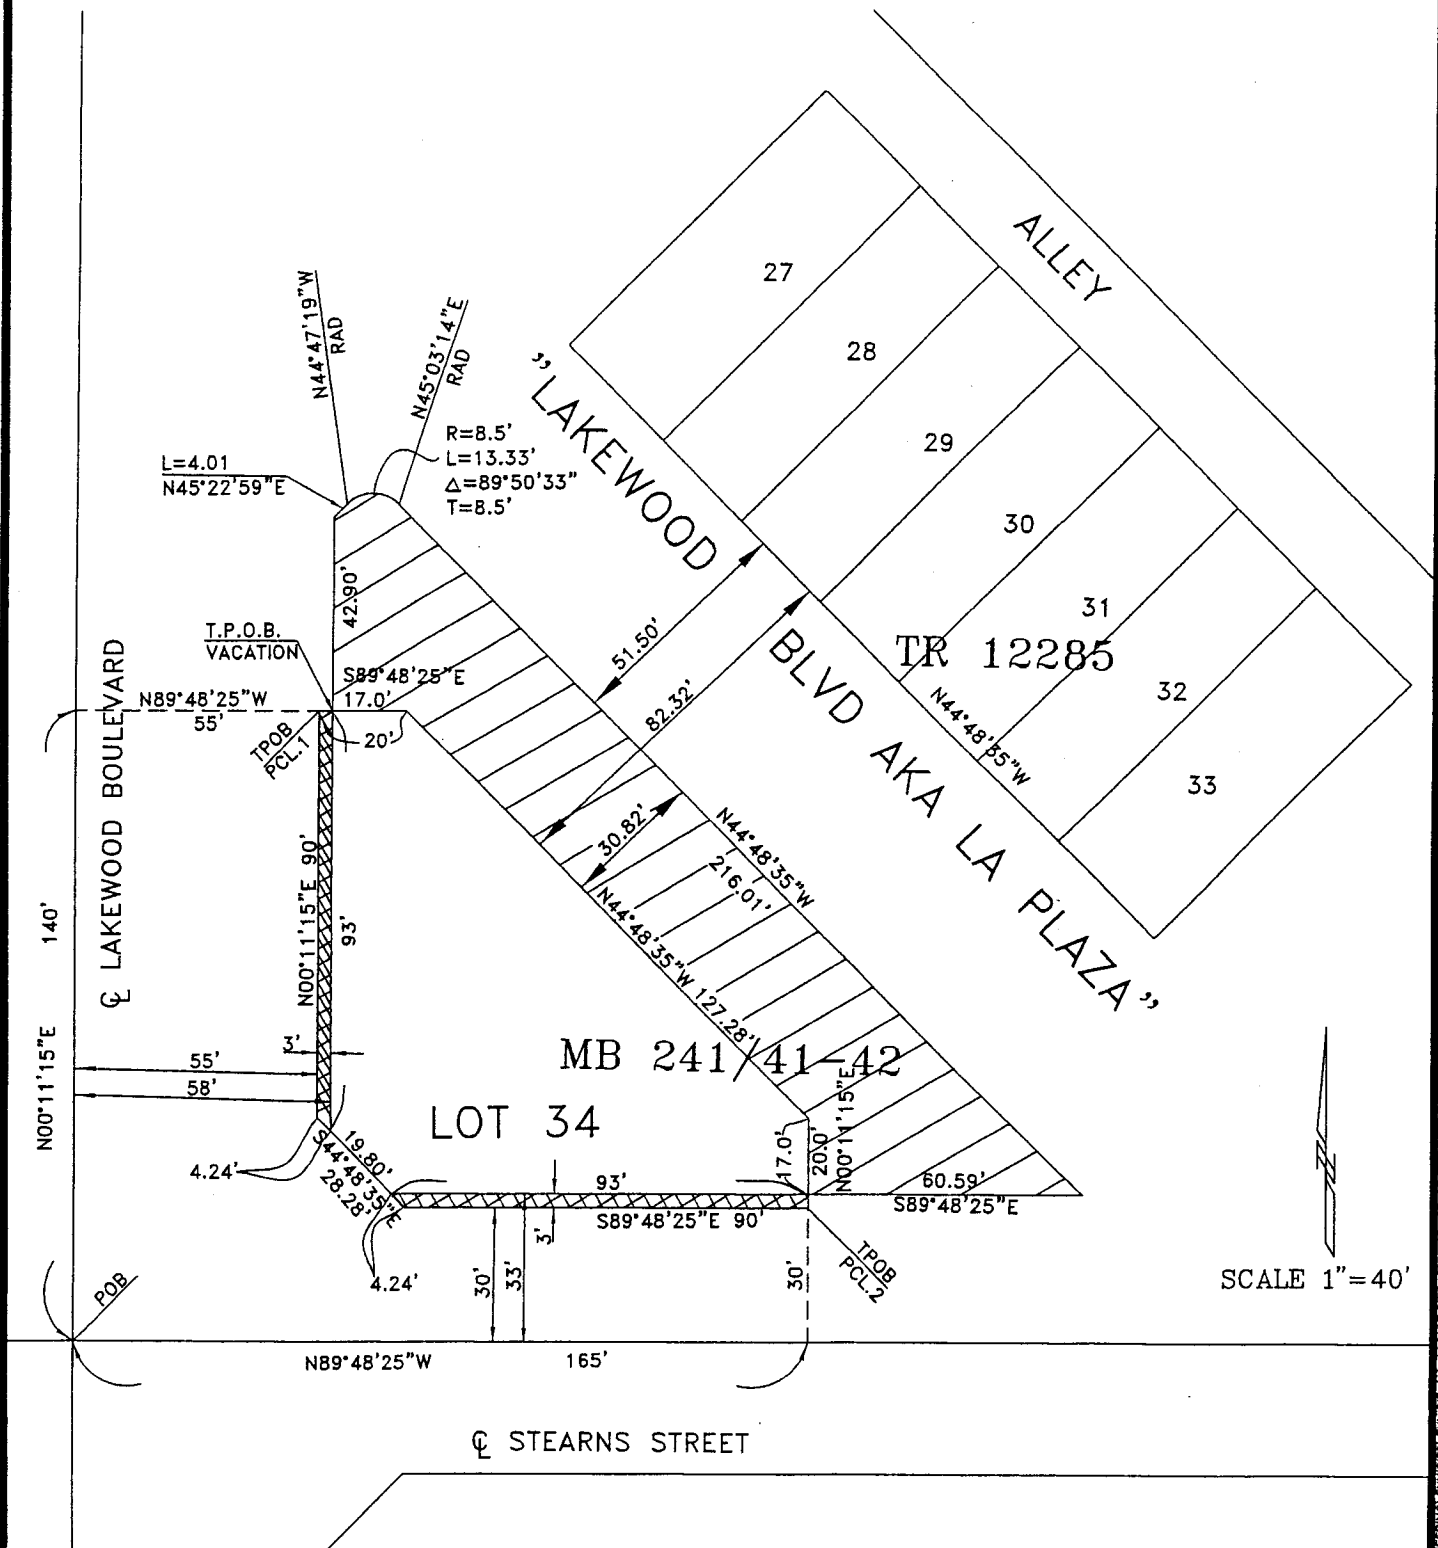 ALLEY
27
28
29
30
31
32
33
TR 12285
N44°48'35"W
"LAKEWOOD BLVD AKA LA PLAZA"
N44°47'19"W
RAD
N45°03'14"E
RAD
R=8.5'
L=13.33'
Δ=89°50'33"
T=8.5'
L=4.01
N45°22'59"E
42.90'
51.50'
82.32'
30.82'
T.P.O.B.
VACATION
S89°48'25"E
17.0'
20'
N89°48'25"W
55'
TPOB
PCL.1
℄ LAKEWOOD BOULEVARD
N00°11'15"E 90'
93'
N44°48'35"W
216.01'
N44°48'35"W 127.28'
140'
N00°11'15"E
3'
55'
58'
MB 241/41-42
LOT 34
4.24'
19.80'
S44°48'35"E
28.28'
17.0'
20.0'
N00°11'15"E
60.59'
S89°48'25"E
93'
S89°48'25"E 90'
3'
4.24'
30'
33'
30'
TPOB
PCL.2
POB
N
SCALE 1"=40'
N89°48'25"W 165'
℄ STEARNS STREET